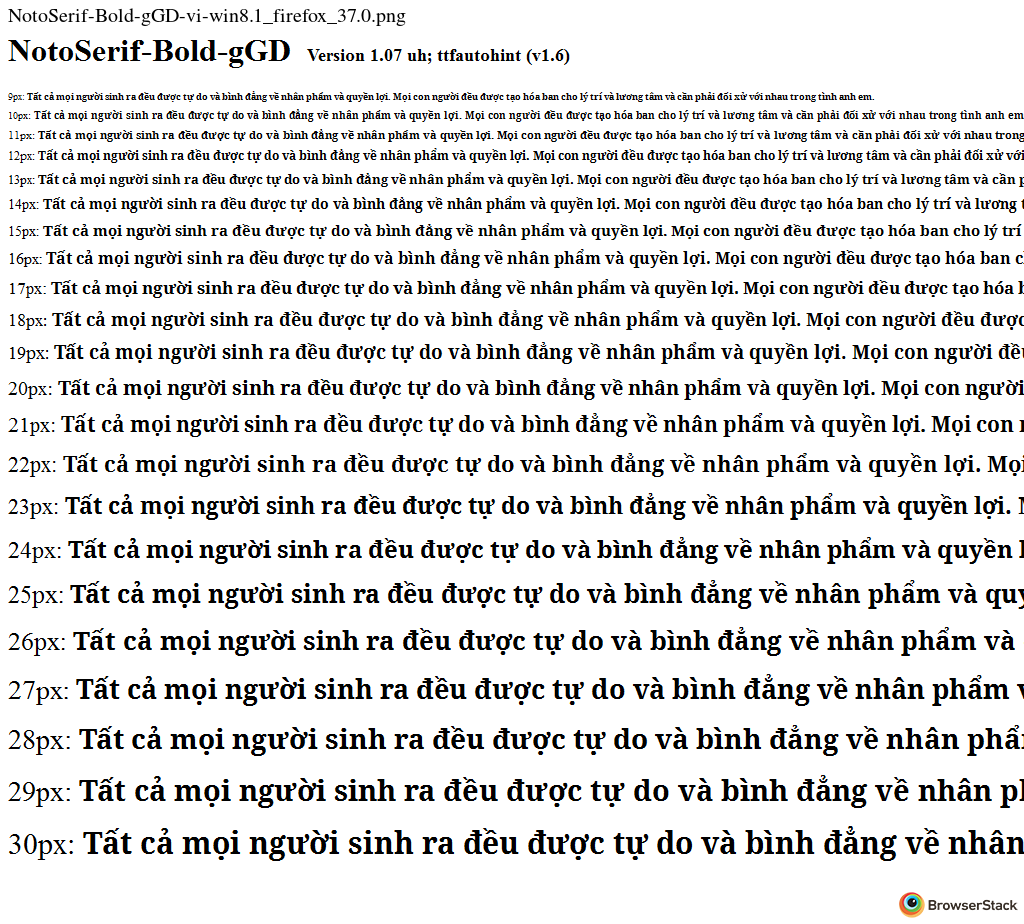 NotoSerif-Bold-gGD-vi-win8.1_firefox_37.0.png
NotoSerif-Bold-gGD Version 1.07 uh; ttfautohint (v1.6)
9px: Tất cả mọi người sinh ra đều được tự do và bình đẳng về nhân phẩm và quyền lợi. Mọi con người đều được tạo hóa ban cho lý trí và lương tâm và cần phải đối xử với nhau trong tình anh em.
10px: Tất cả mọi người sinh ra đều được tự do và bình đẳng về nhân phẩm và quyền lợi. Mọi con người đều được tạo hóa ban cho lý trí và lương tâm và cần phải đối xử với nhau trong tình anh em
11px: Tất cả mọi người sinh ra đều được tự do và bình đẳng về nhân phẩm và quyền lợi. Mọi con người đều được tạo hóa ban cho lý trí và lương tâm và cần phải đối xử với nhau trong
12px: Tất cả mọi người sinh ra đều được tự do và bình đẳng về nhân phẩm và quyền lợi. Mọi con người đều được tạo hóa ban cho lý trí và lương tâm và cần phải đối xử với
13px: Tất cả mọi người sinh ra đều được tự do và bình đẳng về nhân phẩm và quyền lợi. Mọi con người đều được tạo hóa ban cho lý trí và lương tâm và cần
14px: Tất cả mọi người sinh ra đều được tự do và bình đẳng về nhân phẩm và quyền lợi. Mọi con người đều được tạo hóa ban cho lý trí và lương
15px: Tất cả mọi người sinh ra đều được tự do và bình đẳng về nhân phẩm và quyền lợi. Mọi con người đều được tạo hóa ban cho lý trí
16px: Tất cả mọi người sinh ra đều được tự do và bình đẳng về nhân phẩm và quyền lợi. Mọi con người đều được tạo hóa ban
17px: Tất cả mọi người sinh ra đều được tự do và bình đẳng về nhân phẩm và quyền lợi. Mọi con người đều được tạo hóa
18px: Tất cả mọi người sinh ra đều được tự do và bình đẳng về nhân phẩm và quyền lợi. Mọi con người đều được
19px: Tất cả mọi người sinh ra đều được tự do và bình đẳng về nhân phẩm và quyền lợi. Mọi con người đều
20px: Tất cả mọi người sinh ra đều được tự do và bình đẳng về nhân phẩm và quyền lợi. Mọi con người
21px: Tất cả mọi người sinh ra đều được tự do và bình đẳng về nhân phẩm và quyền lợi. Mọi con
22px: Tất cả mọi người sinh ra đều được tự do và bình đẳng về nhân phẩm và quyền lợi. Mọi
23px: Tất cả mọi người sinh ra đều được tự do và bình đẳng về nhân phẩm và quyền lợi.
24px: Tất cả mọi người sinh ra đều được tự do và bình đẳng về nhân phẩm và quyền
25px: Tất cả mọi người sinh ra đều được tự do và bình đẳng về nhân phẩm và
26px: Tất cả mọi người sinh ra đều được tự do và bình đẳng về nhân phẩm và
27px: Tất cả mọi người sinh ra đều được tự do và bình đẳng về nhân phẩm
28px: Tất cả mọi người sinh ra đều được tự do và bình đẳng về nhân
29px: Tất cả mọi người sinh ra đều được tự do và bình đẳng về nhân
30px: Tất cả mọi người sinh ra đều được tự do và bình đẳng về nhân
BrowserStack